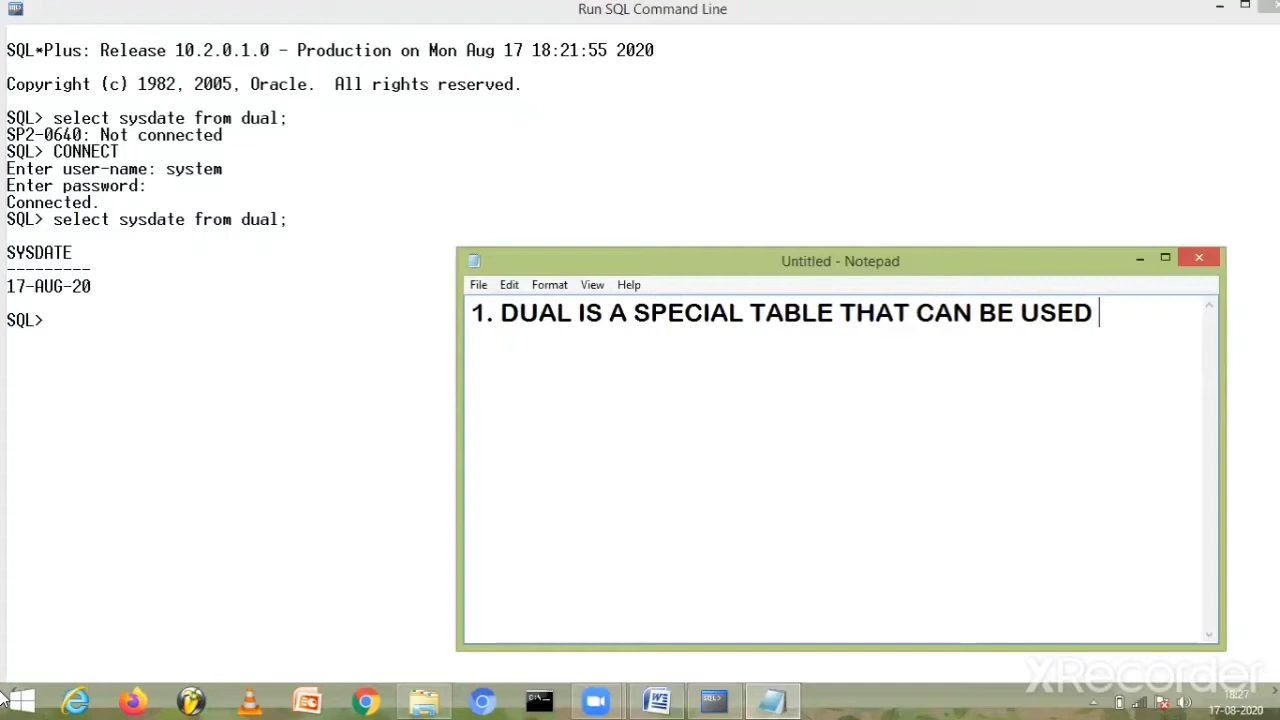 Run SQL Command Line
SQL*Plus: Release 10.2.0.1.0 - Production on Mon Aug 17 18:21:55 2020
Copyright (c) 1982, 2005, Oracle.  All rights reserved.
SQL> select sysdate from dual;
SP2-0640: Not connected
SQL> CONNECT
Enter user-name: system
Enter password:
Connected.
SQL> select sysdate from dual;
SYSDATE
---------
17-AUG-20
SQL>
Untitled - Notepad
File Edit Format View Help
1. DUAL IS A SPECIAL TABLE THAT CAN BE USED
XRecorder
18:27
17-08-2020